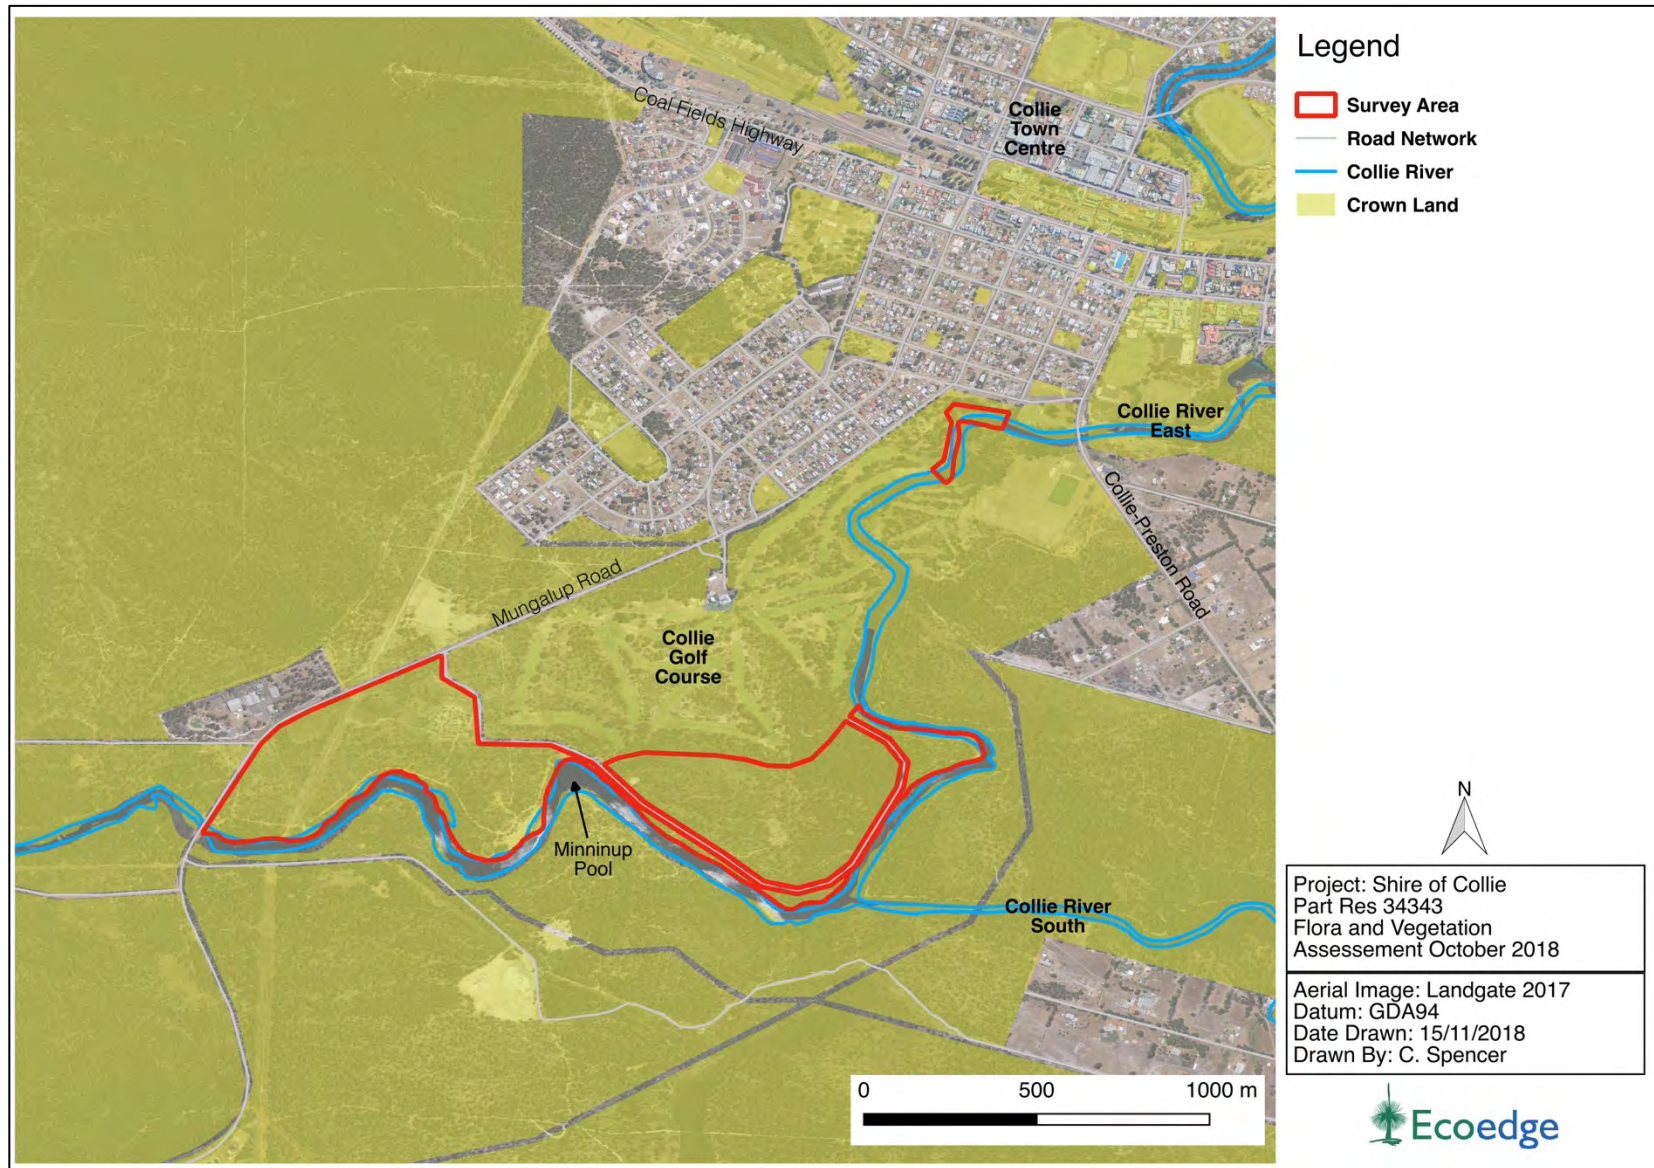 Legend
Survey Area
Road Network
Collie River
Crown Land
Coal Fields Highway
Collie
Town
Centre
Collie River
East
Collie-Preston Road
Mungalup Road
Collie
Golf
Course
Minninup
Pool
Collie River
South
N
Project: Shire of Collie
Part Res 34343
Flora and Vegetation
Assessement October 2018
Aerial Image: Landgate 2017
Datum: GDA94
Date Drawn: 15/11/2018
Drawn By: C. Spencer
0 500 1000 m
Ecoedge